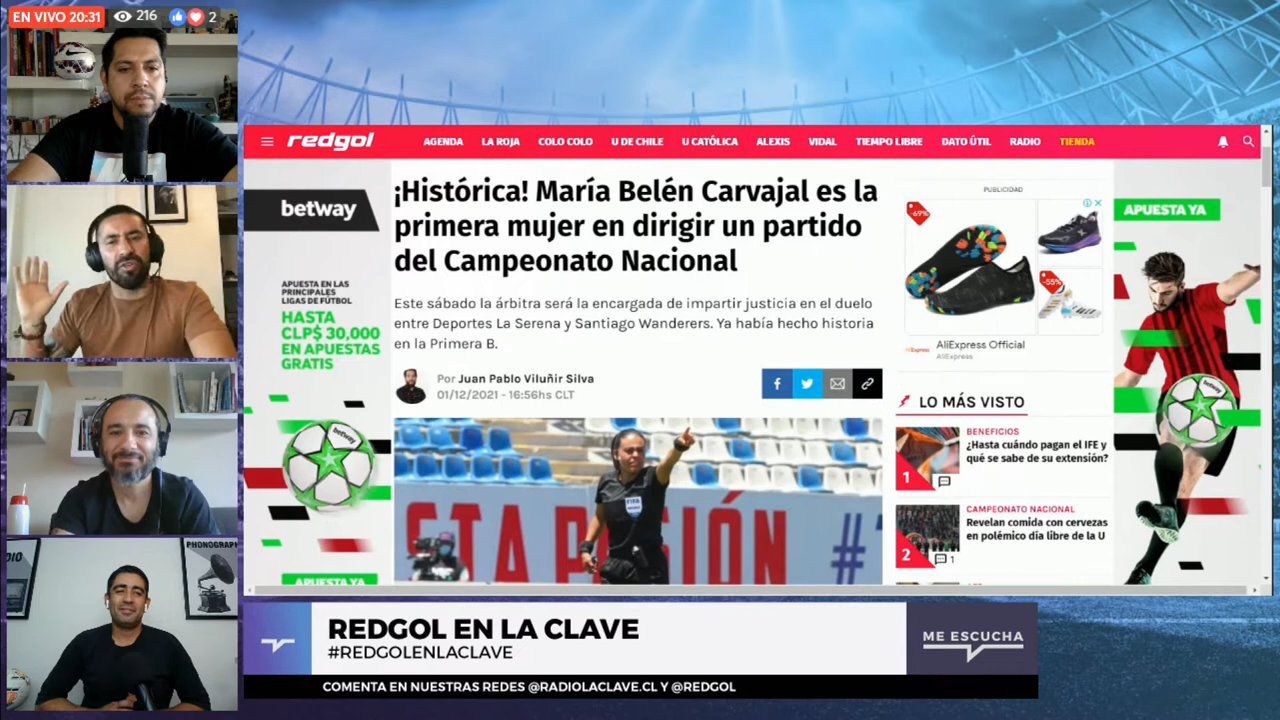 EN VIVO 20:31
216
2
DIO
PHONOGRAPH
redgol
AGENDA
LA ROJA
COLO COLO
U DE CHILE
U CATÓLICA
ALEXIS
VIDAL
TIEMPO LIBRE
DATO ÚTIL
RADIO
TIENDA
betway
APUESTA EN LAS
PRINCIPALES
LIGAS DE FÚTBOL
HASTA
CLP$ 30,000
EN APUESTAS
GRATIS
betway
APUESTA YA
¡Histórica! María Belén Carvajal es la
primera mujer en dirigir un partido
del Campeonato Nacional
Este sábado la árbitra será la encargada de impartir justicia en el duelo
entre Deportes La Serena y Santiago Wanderers. Ya había hecho historia
en la Primera B.
Por Juan Pablo Viluñir Silva
01/12/2021 - 16:56hs CLT
STA PASIÓN #
FIFA
PUBLICIDAD
-69%
-55%
AliExpress
AliExpress Official
AliExpress
LO MÁS VISTO
1
BENEFICIOS
¿Hasta cuándo pagan el IFE y
qué se sabe de su extensión?
2
1
CAMPEONATO NACIONAL
Revelan comida con cervezas
en polémico día libre de la U
APUESTA YA
betway
REDGOL EN LA CLAVE
#REDGOLENLACLAVE
ME ESCUCHA
COMENTA EN NUESTRAS REDES @RADIOLACLAVE.CL Y @REDGOL